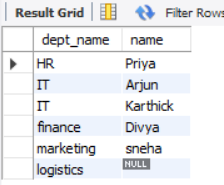 Result Grid Filter Rows
dept_name name
HR Priya
IT Arjun
IT Karthick
finance Divya
marketing sneha
logistics NULL